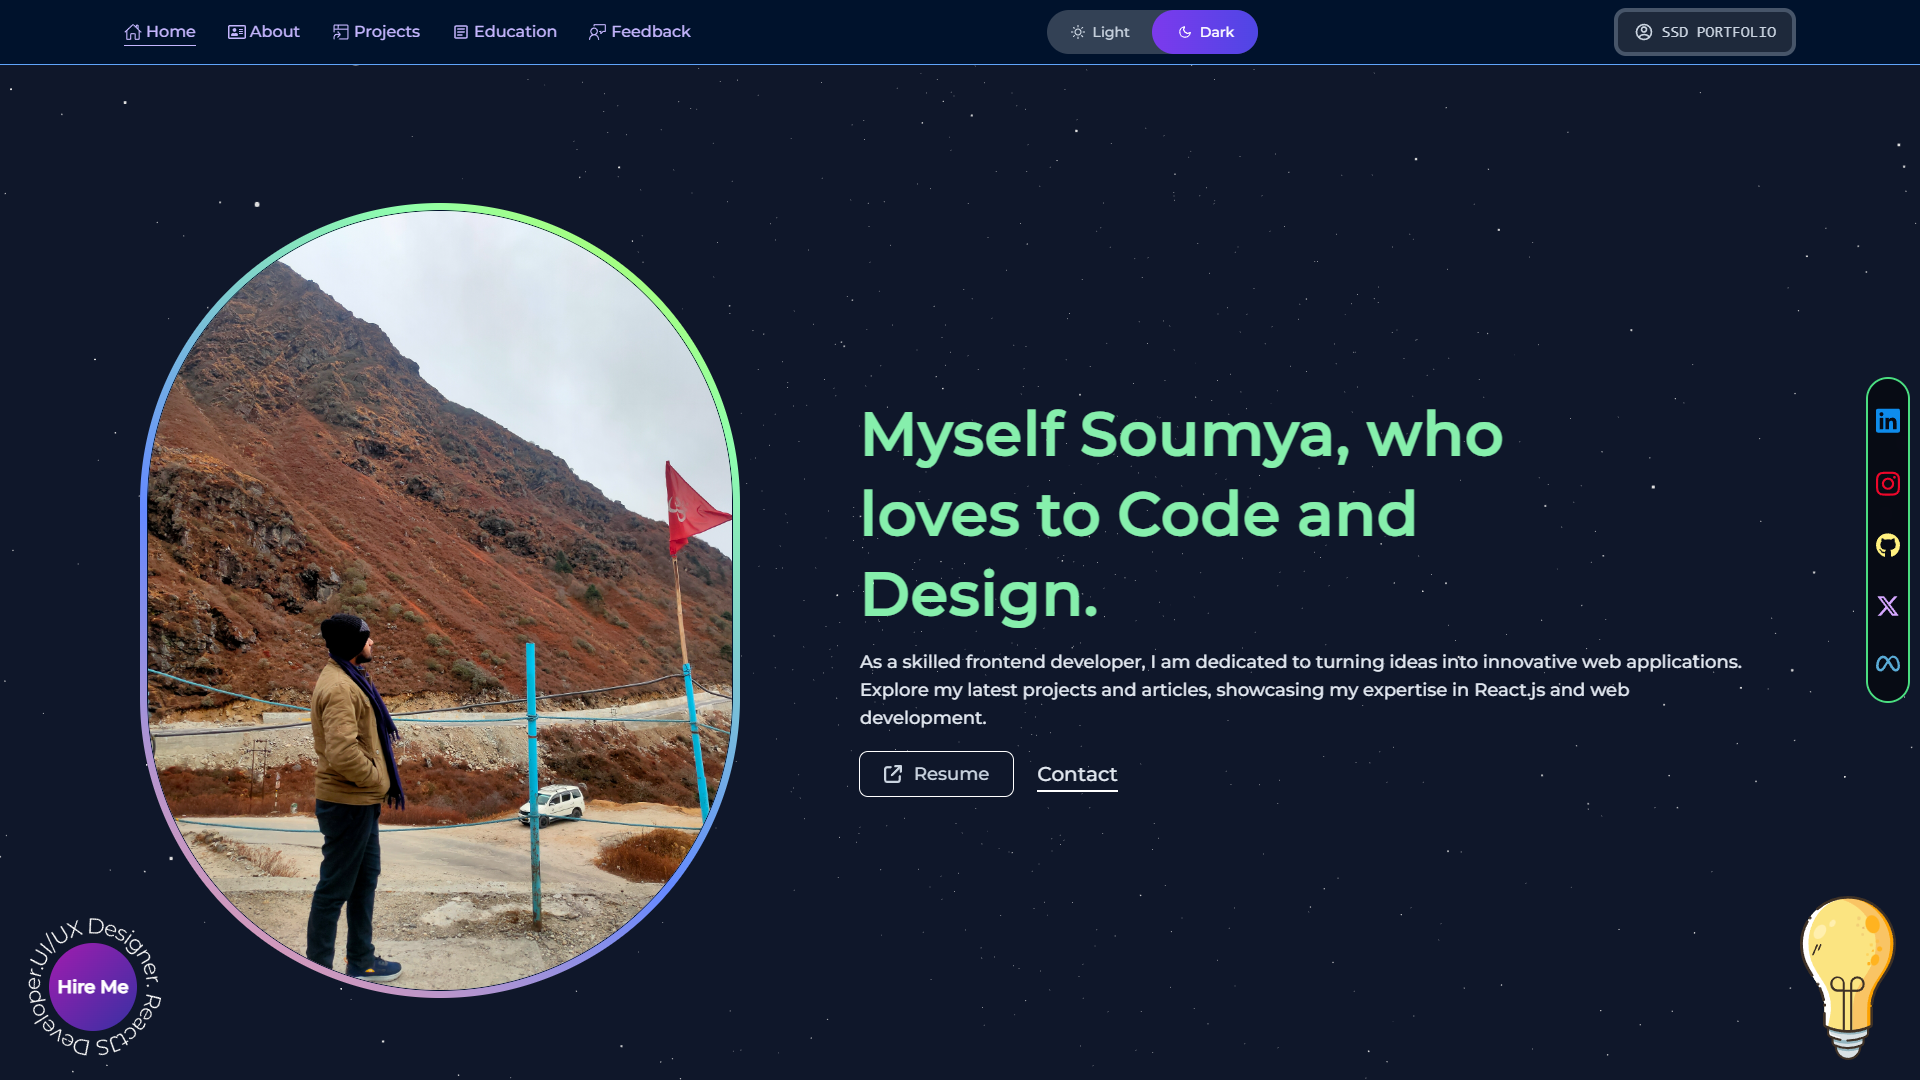 Home
About
Projects
Education
Feedback
Light
Dark
SSD PORTFOLIO
Myself Soumya, who
loves to Code and
Design.
As a skilled frontend developer, I am dedicated to turning ideas into innovative web applications.
Explore my latest projects and articles, showcasing my expertise in React.js and web
development.
Resume
Contact
UI/UX Designer. ReactJS Developer.
Hire Me